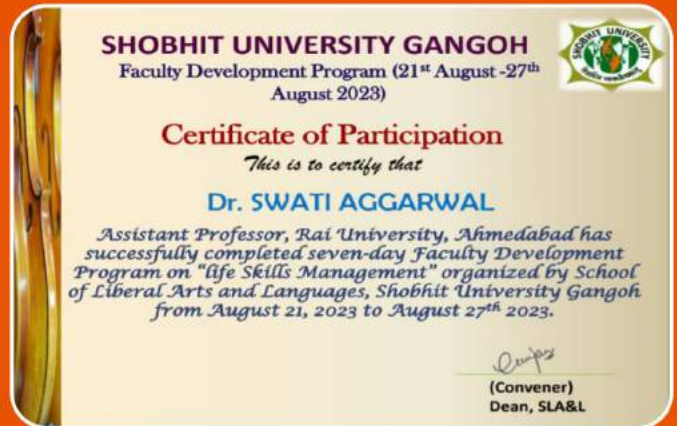 SHOBHIT UNIVERSITY GANGOH
Faculty Development Program (21st August -27th
August 2023)
Certificate of Participation
This is to certify that
Dr. SWATI AGGARWAL
Assistant Professor, Rai University, Ahmedabad has
successfully completed seven-day Faculty Development
Program on "life Skills Management" organized by School
of Liberal Arts and Languages, Shobhit University Gangoh
from August 21, 2023 to August 27th 2023.
(Convener)
Dean, SLA&L
SHOBHIT UNIVERSITY